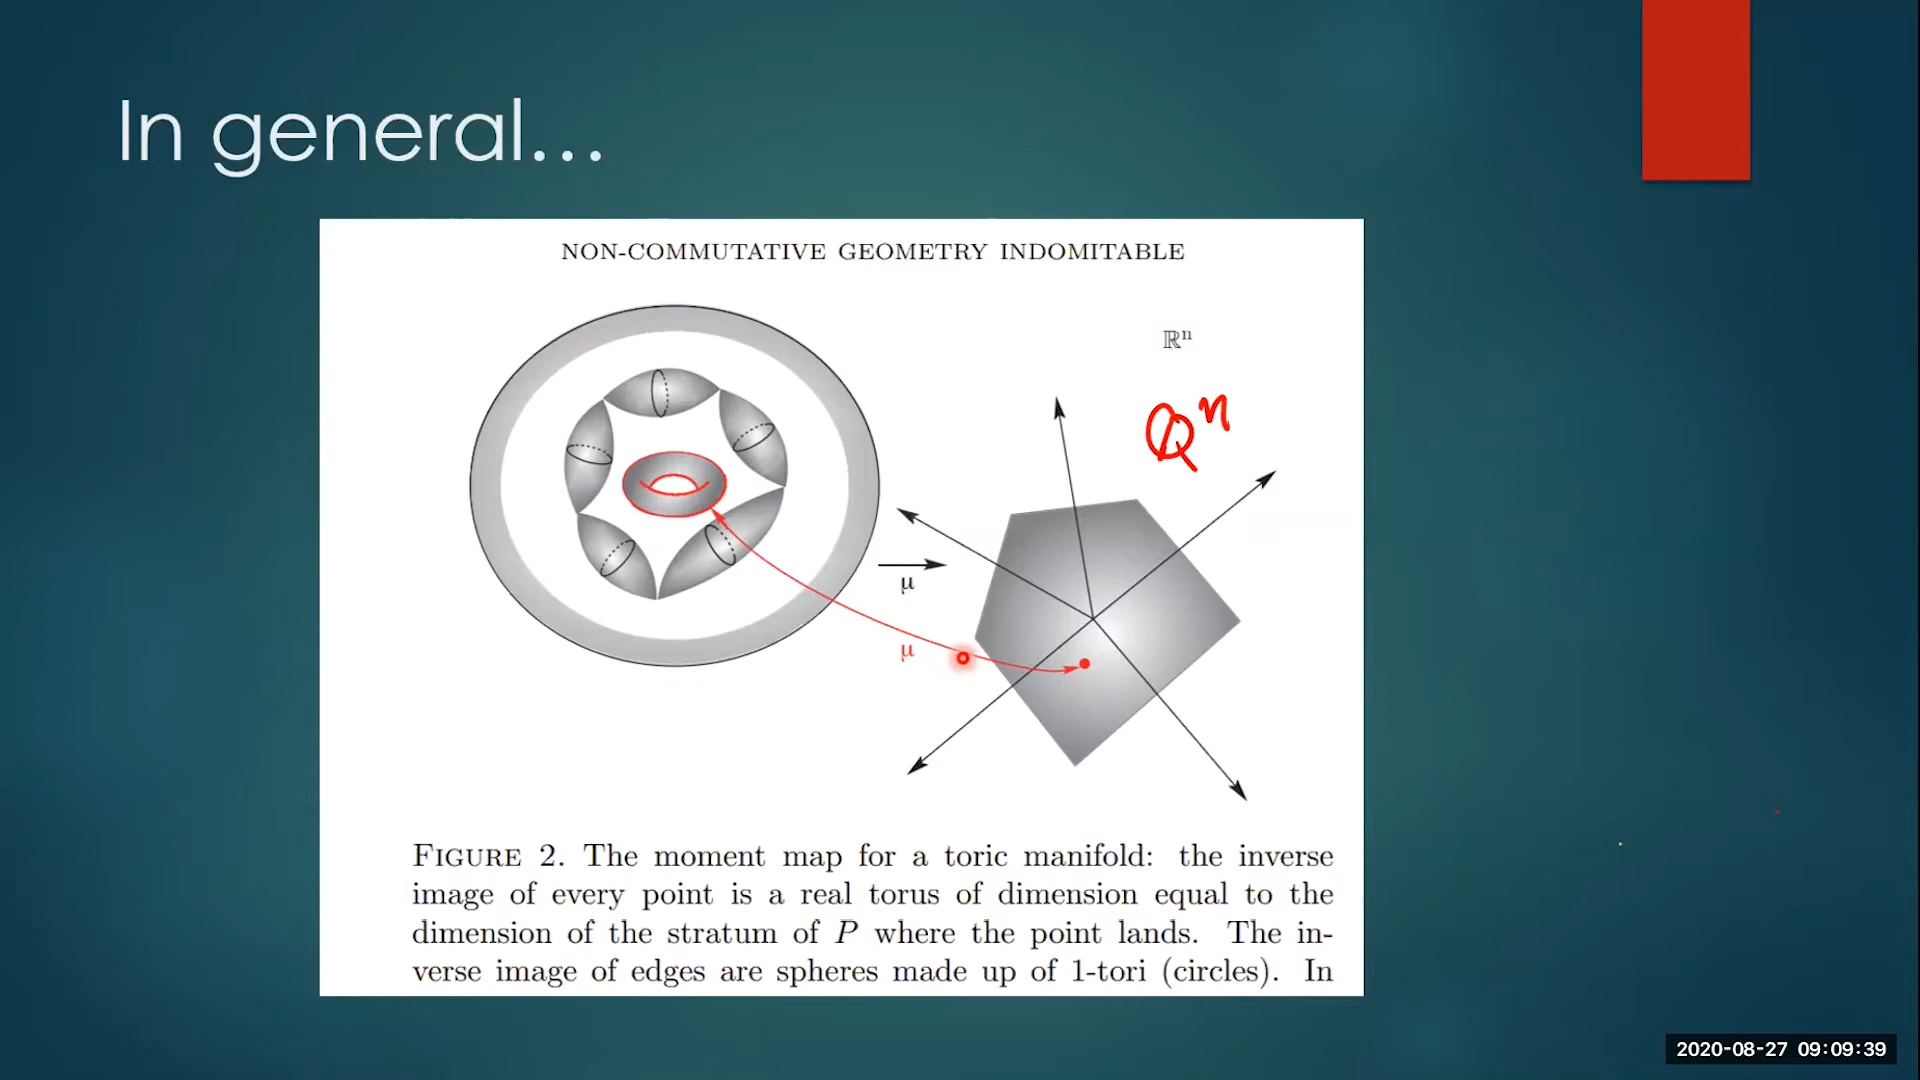 In general...
NON-COMMUTATIVE GEOMETRY INDOMITABLE
ℝⁿ
Qⁿ
μ
μ
FIGURE 2. The moment map for a toric manifold: the inverse
image of every point is a real torus of dimension equal to the
dimension of the stratum of P where the point lands. The in-
verse image of edges are spheres made up of 1-tori (circles). In
2020-08-27 09:09:39